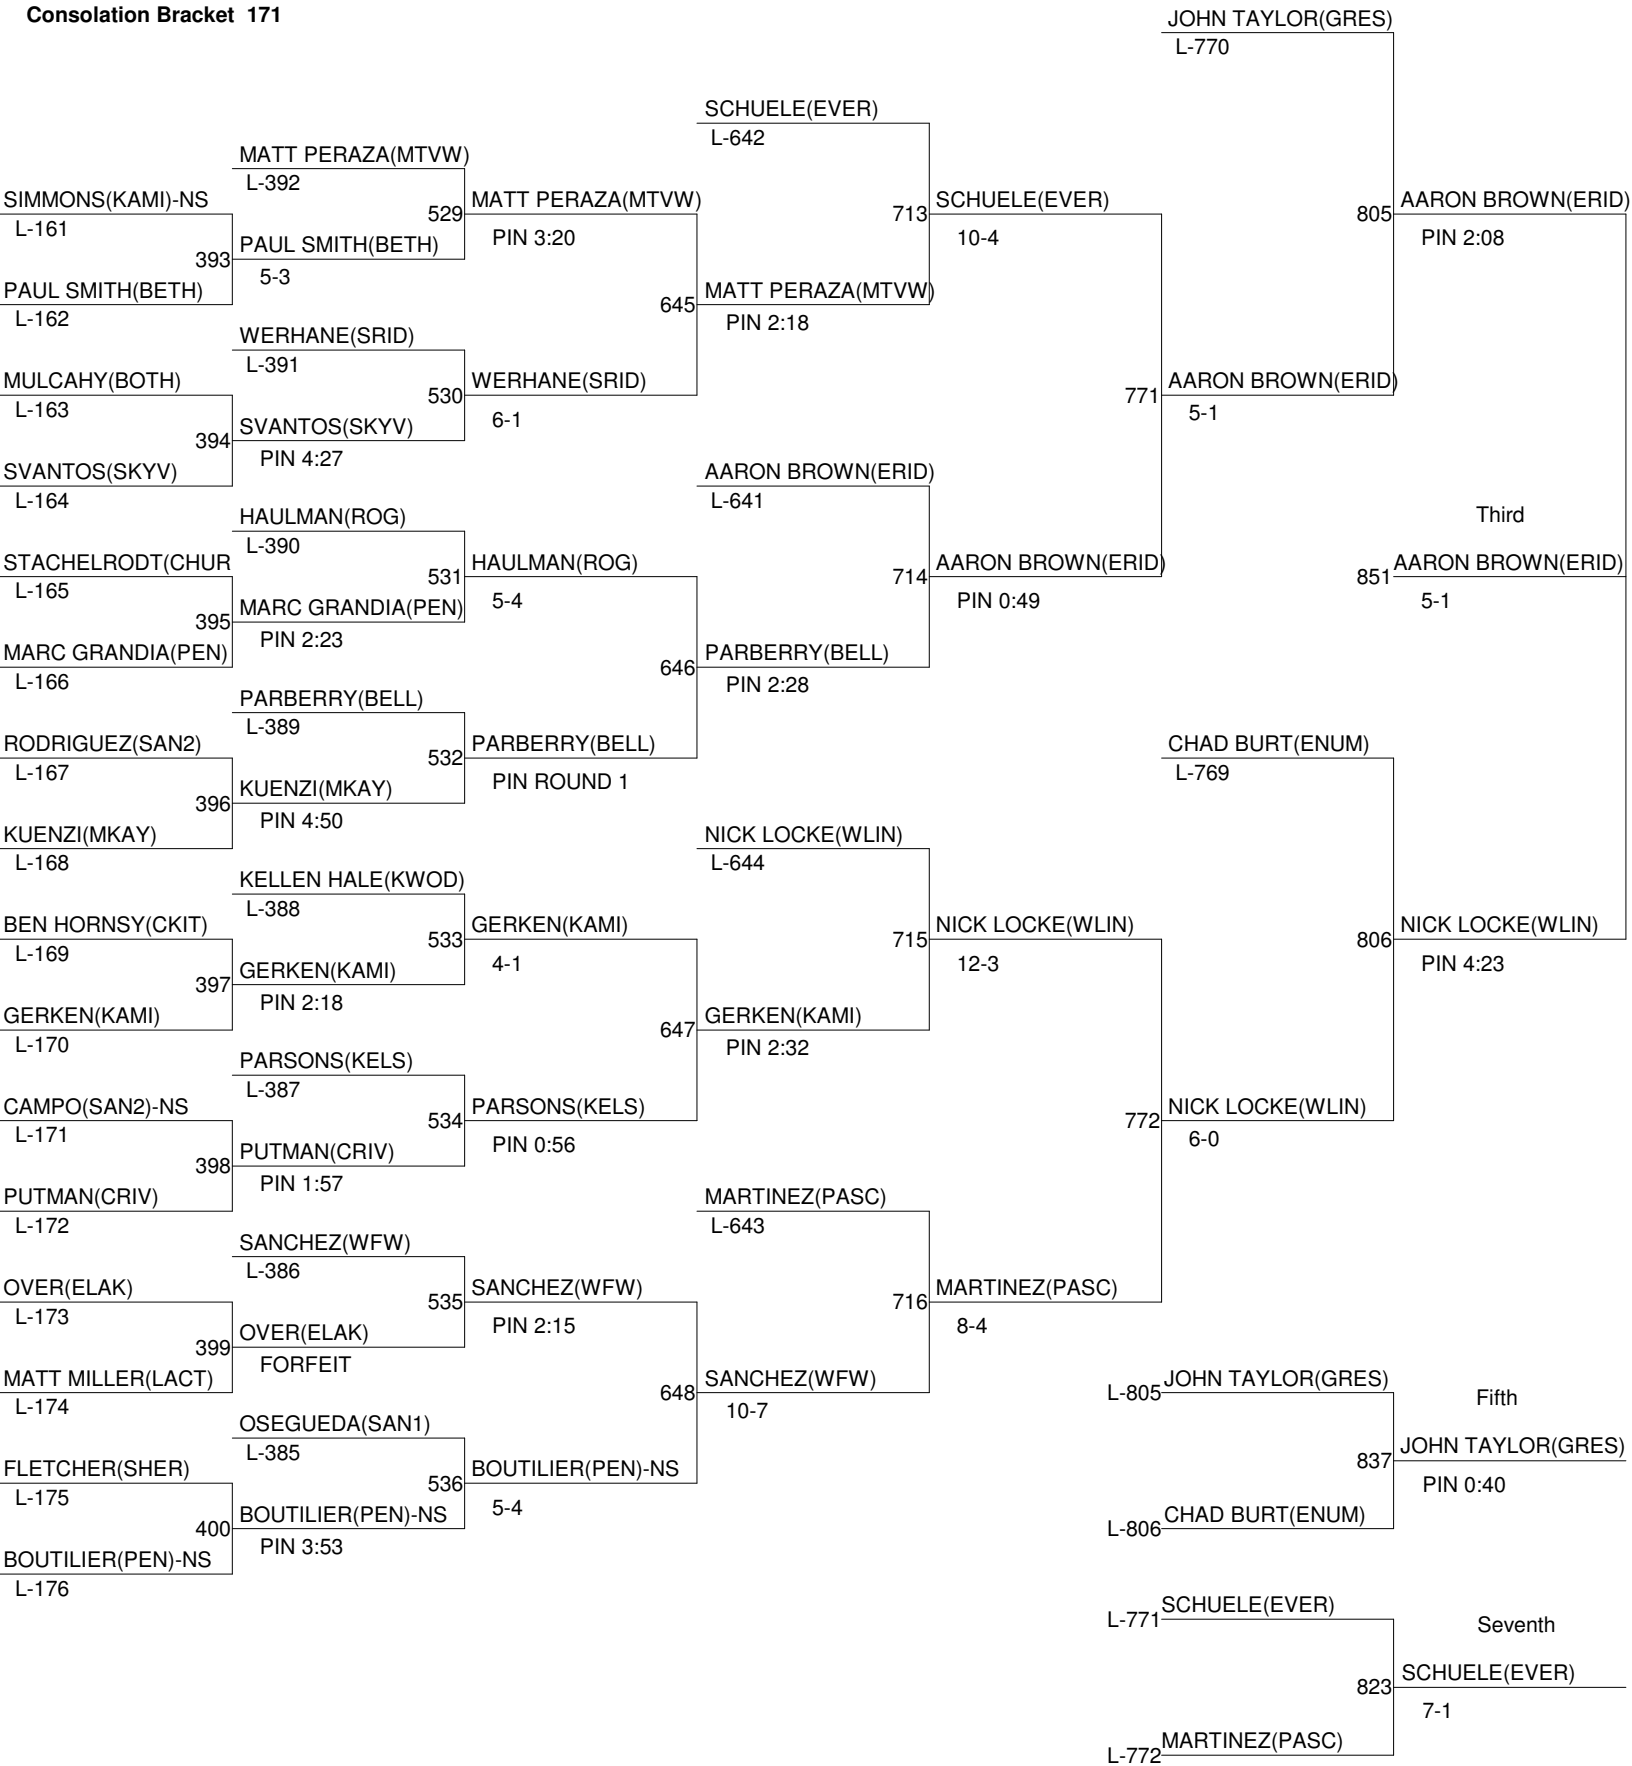 Consolation Bracket 171
JOHN TAYLOR(GRES)
L-770
SCHUELE(EVER)
L-642
MATT PERAZA(MTVW)
L-392
SIMMONS(KAMI)-NS
L-161
529
MATT PERAZA(MTVW)
PIN 3:20
713
SCHUELE(EVER)
10-4
805
AARON BROWN(ERID)
PIN 2:08
393
PAUL SMITH(BETH)
5-3
PAUL SMITH(BETH)
L-162
645
MATT PERAZA(MTVW)
PIN 2:18
WERHANE(SRID)
L-391
MULCAHY(BOTH)
L-163
530
WERHANE(SRID)
6-1
771
AARON BROWN(ERID)
5-1
394
SVANTOS(SKYV)
PIN 4:27
SVANTOS(SKYV)
L-164
AARON BROWN(ERID)
L-641
HAULMAN(ROG)
L-390
Third
STACHELRODT(CHUR
L-165
531
HAULMAN(ROG)
5-4
714
AARON BROWN(ERID)
PIN 0:49
851
AARON BROWN(ERID)
5-1
395
MARC GRANDIA(PEN)
PIN 2:23
MARC GRANDIA(PEN)
L-166
646
PARBERRY(BELL)
PIN 2:28
PARBERRY(BELL)
L-389
RODRIGUEZ(SAN2)
L-167
532
PARBERRY(BELL)
PIN ROUND 1
CHAD BURT(ENUM)
L-769
396
KUENZI(MKAY)
PIN 4:50
KUENZI(MKAY)
L-168
NICK LOCKE(WLIN)
L-644
KELLEN HALE(KWOD)
L-388
BEN HORNSY(CKIT)
L-169
533
GERKEN(KAMI)
4-1
715
NICK LOCKE(WLIN)
12-3
806
NICK LOCKE(WLIN)
PIN 4:23
397
GERKEN(KAMI)
PIN 2:18
GERKEN(KAMI)
L-170
647
GERKEN(KAMI)
PIN 2:32
PARSONS(KELS)
L-387
CAMPO(SAN2)-NS
L-171
534
PARSONS(KELS)
PIN 0:56
772
NICK LOCKE(WLIN)
6-0
398
PUTMAN(CRIV)
PIN 1:57
PUTMAN(CRIV)
L-172
MARTINEZ(PASC)
L-643
SANCHEZ(WFW)
L-386
OVER(ELAK)
L-173
535
SANCHEZ(WFW)
PIN 2:15
716
MARTINEZ(PASC)
8-4
399
OVER(ELAK)
FORFEIT
MATT MILLER(LACT)
L-174
648
SANCHEZ(WFW)
10-7
L-805
JOHN TAYLOR(GRES)
Fifth
OSEGUEDA(SAN1)
L-385
837
JOHN TAYLOR(GRES)
PIN 0:40
FLETCHER(SHER)
L-175
536
BOUTILIER(PEN)-NS
5-4
400
BOUTILIER(PEN)-NS
PIN 3:53
L-806
CHAD BURT(ENUM)
BOUTILIER(PEN)-NS
L-176
L-771
SCHUELE(EVER)
Seventh
823
SCHUELE(EVER)
7-1
L-772
MARTINEZ(PASC)